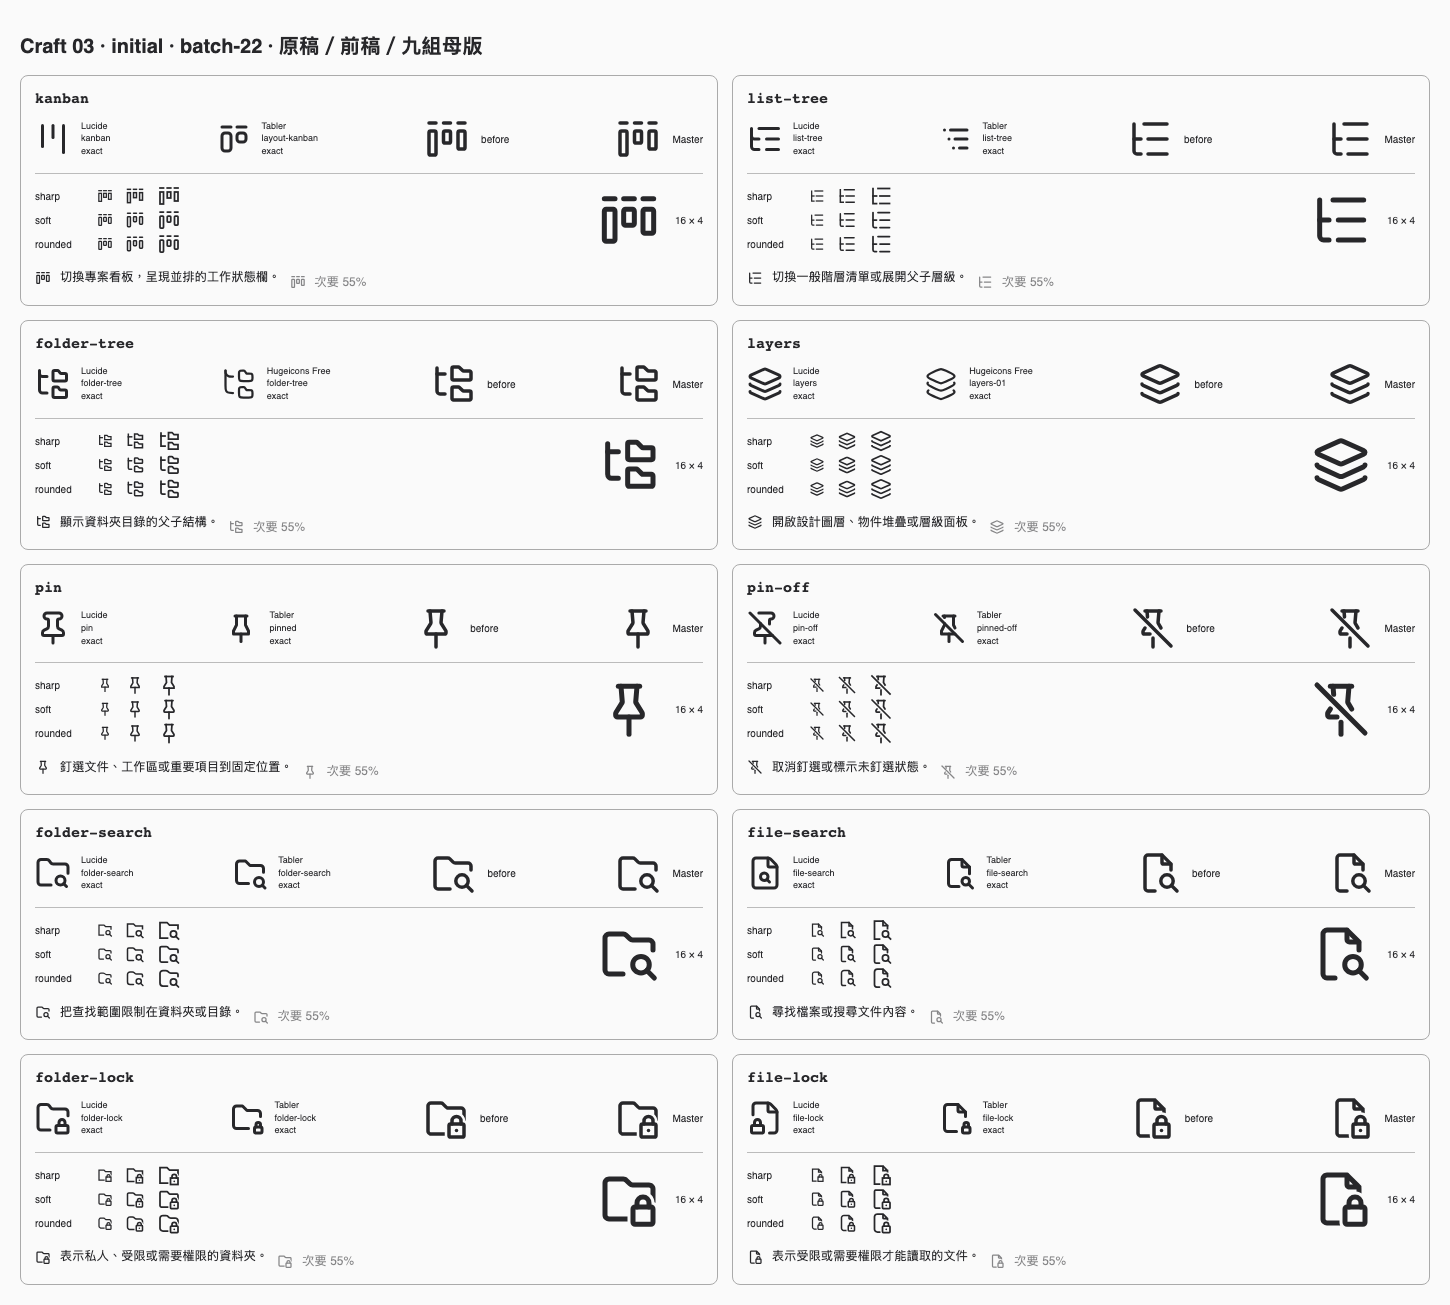 Craft 03 · initial · batch-22 · 原稿 / 前稿 / 九組母版
kanban
Lucide
kanban
exact
Tabler
layout-kanban
exact
before
Master
sharp
soft
rounded
16 × 4
切換專案看板，呈現並排的工作狀態欄。
次要 55%
list-tree
Lucide
list-tree
exact
Tabler
list-tree
exact
before
Master
sharp
soft
rounded
16 × 4
切換一般階層清單或展開父子層級。
次要 55%
folder-tree
Lucide
folder-tree
exact
Hugeicons Free
folder-tree
exact
before
Master
sharp
soft
rounded
16 × 4
顯示資料夾目錄的父子結構。
次要 55%
layers
Lucide
layers
exact
Hugeicons Free
layers-01
exact
before
Master
sharp
soft
rounded
16 × 4
開啟設計圖層、物件堆疊或層級面板。
次要 55%
pin
Lucide
pin
exact
Tabler
pinned
exact
before
Master
sharp
soft
rounded
16 × 4
釘選文件、工作區或重要項目到固定位置。
次要 55%
pin-off
Lucide
pin-off
exact
Tabler
pinned-off
exact
before
Master
sharp
soft
rounded
16 × 4
取消釘選或標示未釘選狀態。
次要 55%
folder-search
Lucide
folder-search
exact
Tabler
folder-search
exact
before
Master
sharp
soft
rounded
16 × 4
把查找範圍限制在資料夾或目錄。
次要 55%
file-search
Lucide
file-search
exact
Tabler
file-search
exact
before
Master
sharp
soft
rounded
16 × 4
尋找檔案或搜尋文件內容。
次要 55%
folder-lock
Lucide
folder-lock
exact
Tabler
folder-lock
exact
before
Master
sharp
soft
rounded
16 × 4
表示私人、受限或需要權限的資料夾。
次要 55%
file-lock
Lucide
file-lock
exact
Tabler
file-lock
exact
before
Master
sharp
soft
rounded
16 × 4
表示受限或需要權限才能讀取的文件。
次要 55%